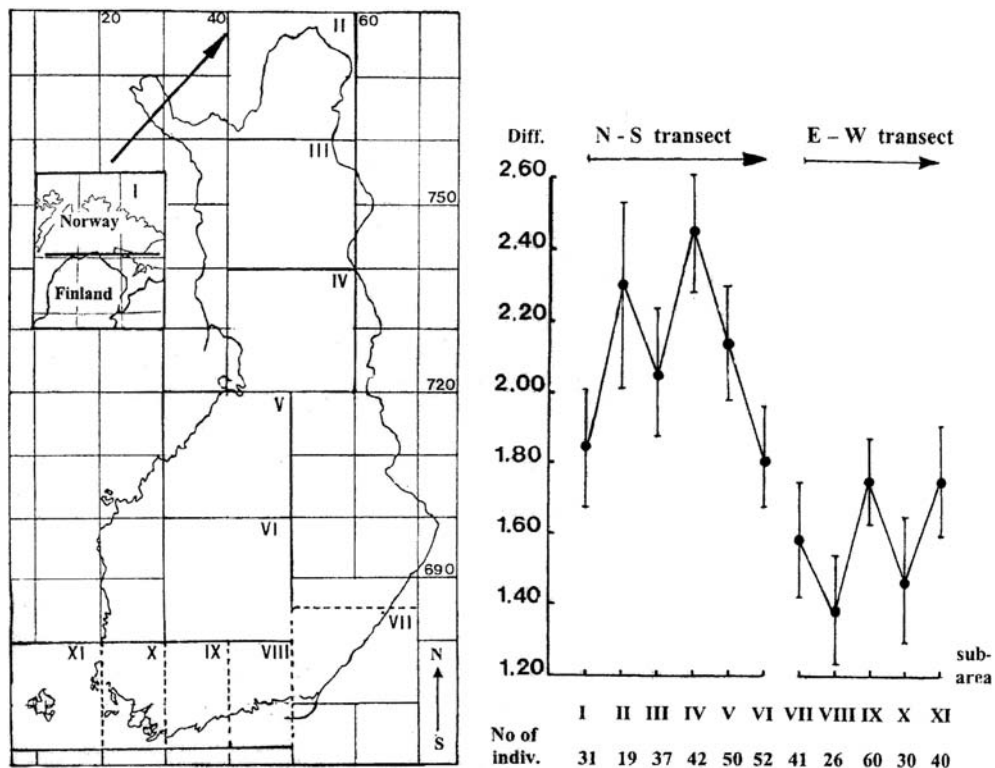 20 40 II 60
III
I
750
Norway
IV
Finland
720
V
VI
690
VII
XI X IX VIII N
S
Diff. N - S transect E - W transect
2,60
2,40
2,20
2.00
1.80
1.60
1.40
1.20
sub-
area
I II III IV V VI VII VIII IX X XI
No of
indiv. 31 19 37 42 50 52 41 26 60 30 40